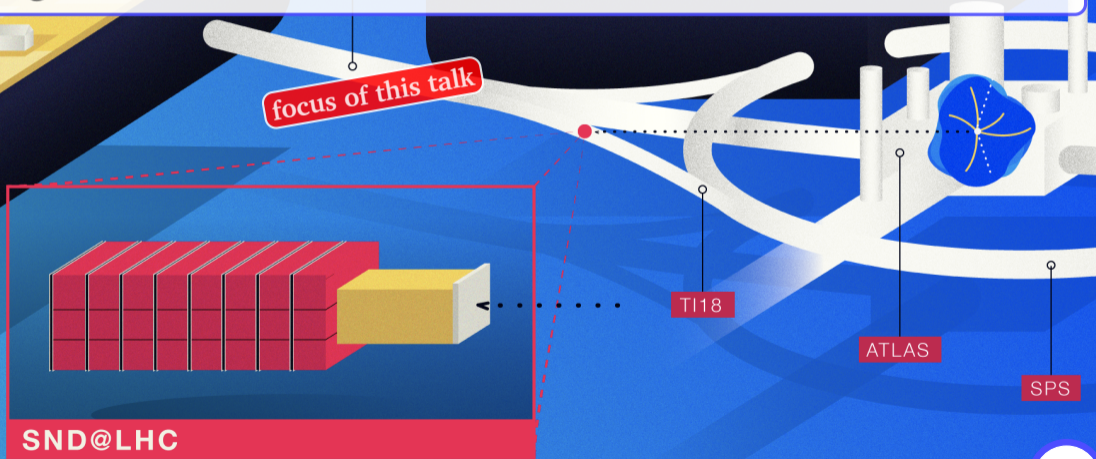 focus of this talk
TI18
ATLAS
SPS
SND@LHC